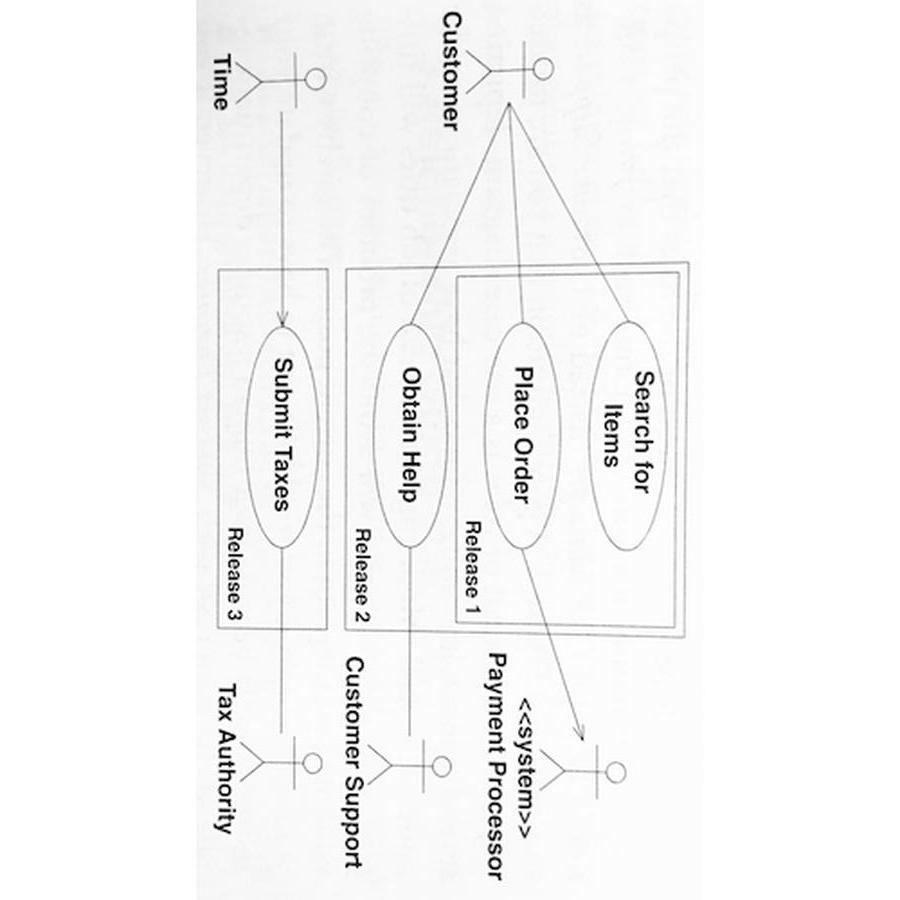 Search for
Items
Customer
Place Order
<<system>>
Payment Processor
Release 1
Obtain Help
Release 2
Customer Support
Time
Submit Taxes
Release 3
Tax Authority